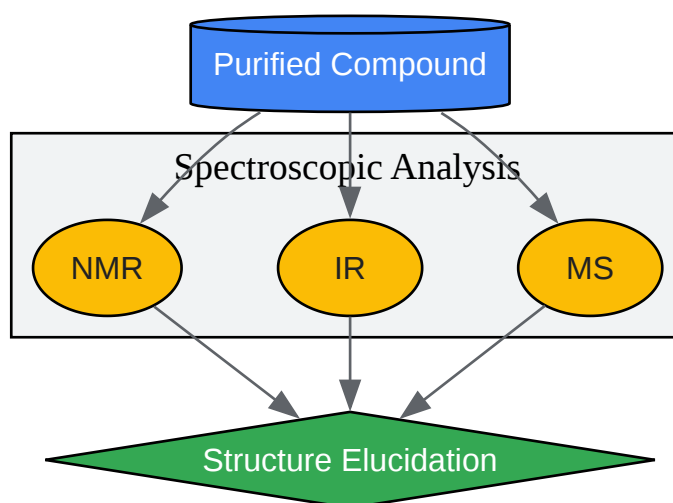 Purified Compound
Spectroscopic Analysis
NMR
IR
MS
Structure Elucidation